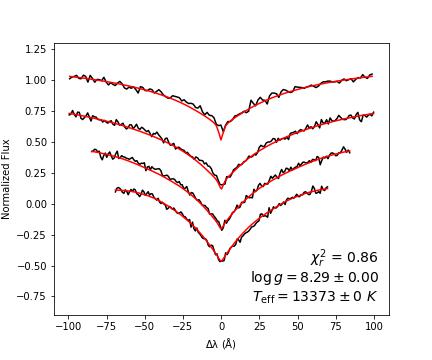 1.25
1.00
0.75
0.50
0.25
0.00
−0.25
−0.50
−0.75
Normalized Flux
χ²ᵣ = 0.86
log g = 8.29 ± 0.00
T_eff = 13373 ± 0 K
−100 −75 −50 −25 0 25 50 75 100
Δλ (Å)